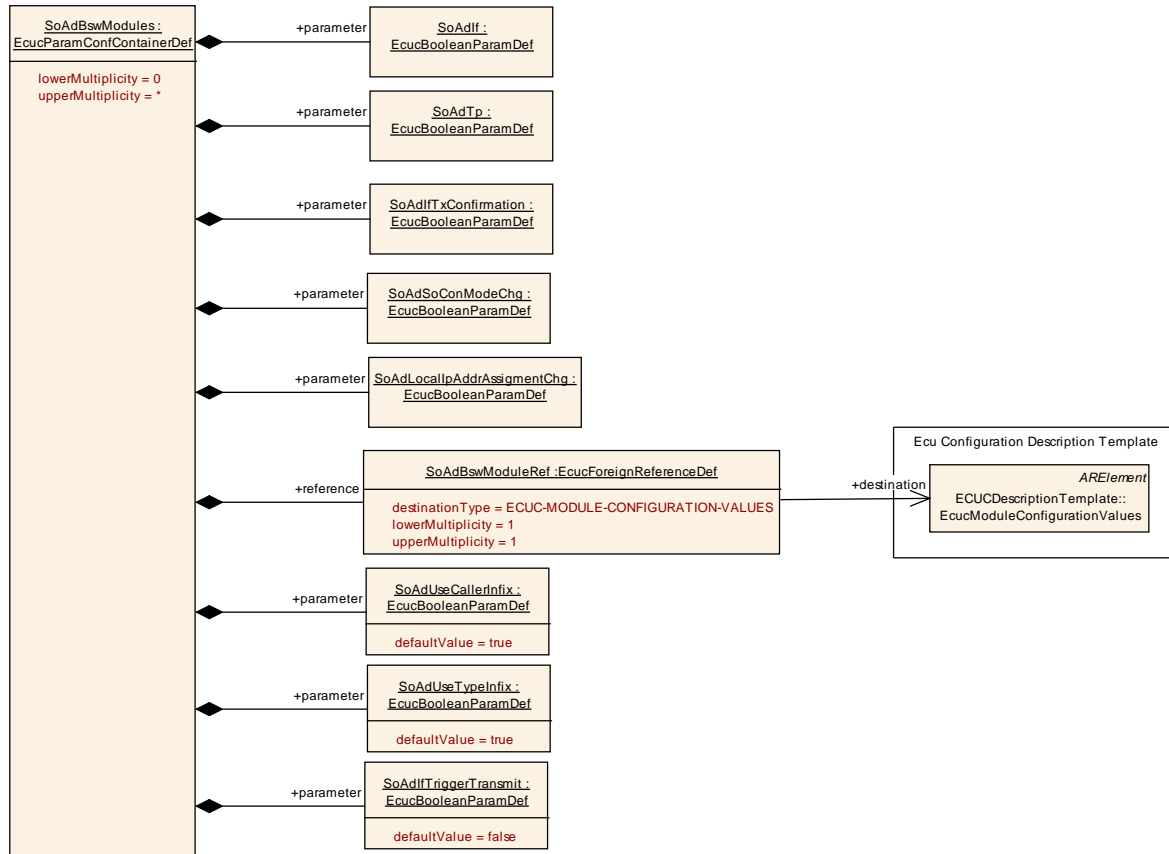 SoAdBswModules :
EcucParamConfContainerDef
lowerMultiplicity = 0
upperMultiplicity = *
+parameter
SoAdIf :
EcucBooleanParamDef
+parameter
SoAdTp :
EcucBooleanParamDef
+parameter
SoAdIfTxConfirmation :
EcucBooleanParamDef
+parameter
SoAdSoConModeChg :
EcucBooleanParamDef
+parameter
SoAdLocalIpAddrAssigmentChg :
EcucBooleanParamDef
+reference
SoAdBswModuleRef :EcucForeignReferenceDef
destinationType = ECUC-MODULE-CONFIGURATION-VALUES
lowerMultiplicity = 1
upperMultiplicity = 1
+destination
Ecu Configuration Description Template
ARElement
ECUCDescriptionTemplate::
EcucModuleConfigurationValues
+parameter
SoAdUseCallerInfix :
EcucBooleanParamDef
defaultValue = true
+parameter
SoAdUseTypeInfix :
EcucBooleanParamDef
defaultValue = true
+parameter
SoAdIfTriggerTransmit :
EcucBooleanParamDef
defaultValue = false